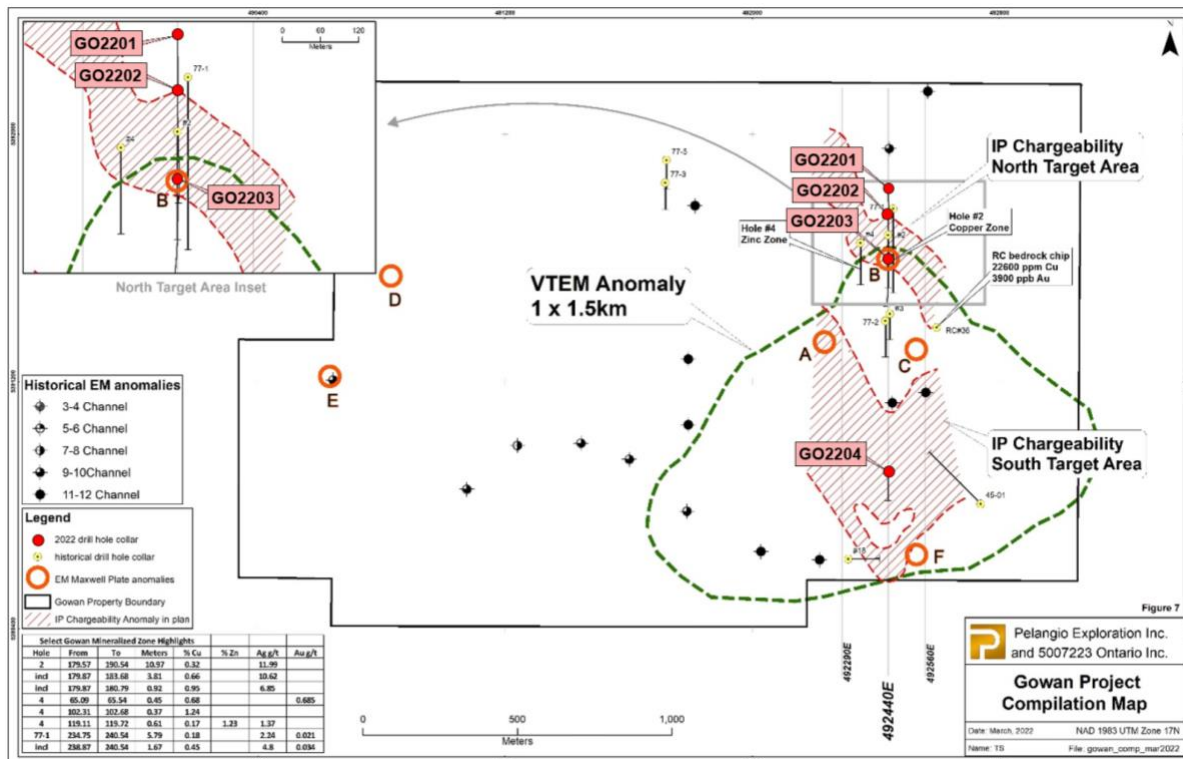 490400
491200
492000
492800
GO2201
GO2202
77-1
#2
#4
B
GO2203
0 60 120
Meters
North Target Area Inset
N
77-5
77-3
GO2201
GO2202
GO2203
77-1
IP Chargeability
North Target Area
Hole #4
Zinc Zone
#4
#2
Hole #2
Copper Zone
B
RC bedrock chip
22600 ppm Cu
3900 ppb Au
D
VTEM Anomaly
1 x 1.5km
#3
77-2
RC#36
A
C
E
IP Chargeability
South Target Area
GO2204
45-01
F
Historical EM anomalies
3-4 Channel
5-6 Channel
7-8 Channel
9-10Channel
11-12 Channel
Legend
2022 drill hole collar
historical drill hole collar
EM Maxwell Plate anomalies
Gowan Property Boundary
IP Chargeability Anomaly in plan
Select Gowan Mineralized Zone Highlights
Hole From To Meters % Cu % Zn Ag g/t Au g/t
2 179.57 190.54 10.97 0.32 11.99
incl 179.87 183.68 3.81 0.66 10.62
incl 179.87 180.79 0.92 0.95 6.85
4 65.09 65.54 0.45 0.68 0.685
4 102.31 102.68 0.37 1.24
4 119.11 119.72 0.61 0.17 1.23 1.37
77-1 234.75 240.54 5.79 0.18 2.24 0.021
incl 238.87 240.54 1.67 0.45 4.8 0.034
0 500 1,000
Meters
492290E
492440E
492560E
Figure 7
Pelangio Exploration Inc.
and 5007223 Ontario Inc.
Gowan Project
Compilation Map
Date: March, 2022 NAD 1983 UTM Zone 17N
Name: TS File: gowan_comp_mar2022